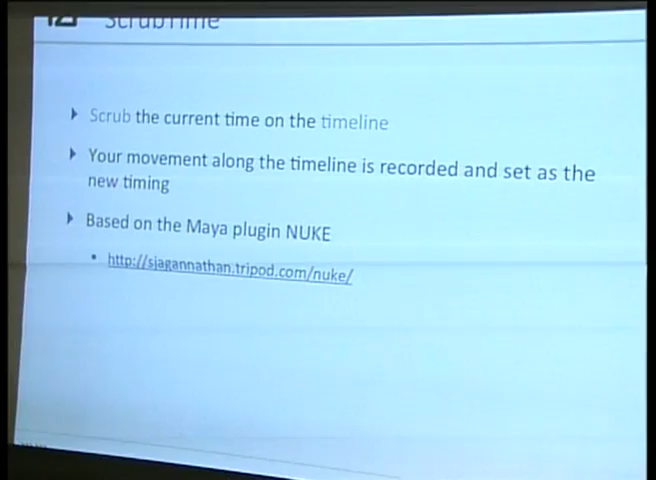 ScrubTime
Scrub the current time on the timeline
Your movement along the timeline is recorded and set as the
new timing
Based on the Maya plugin NUKE
http://sjagannathan.tripod.com/nuke/